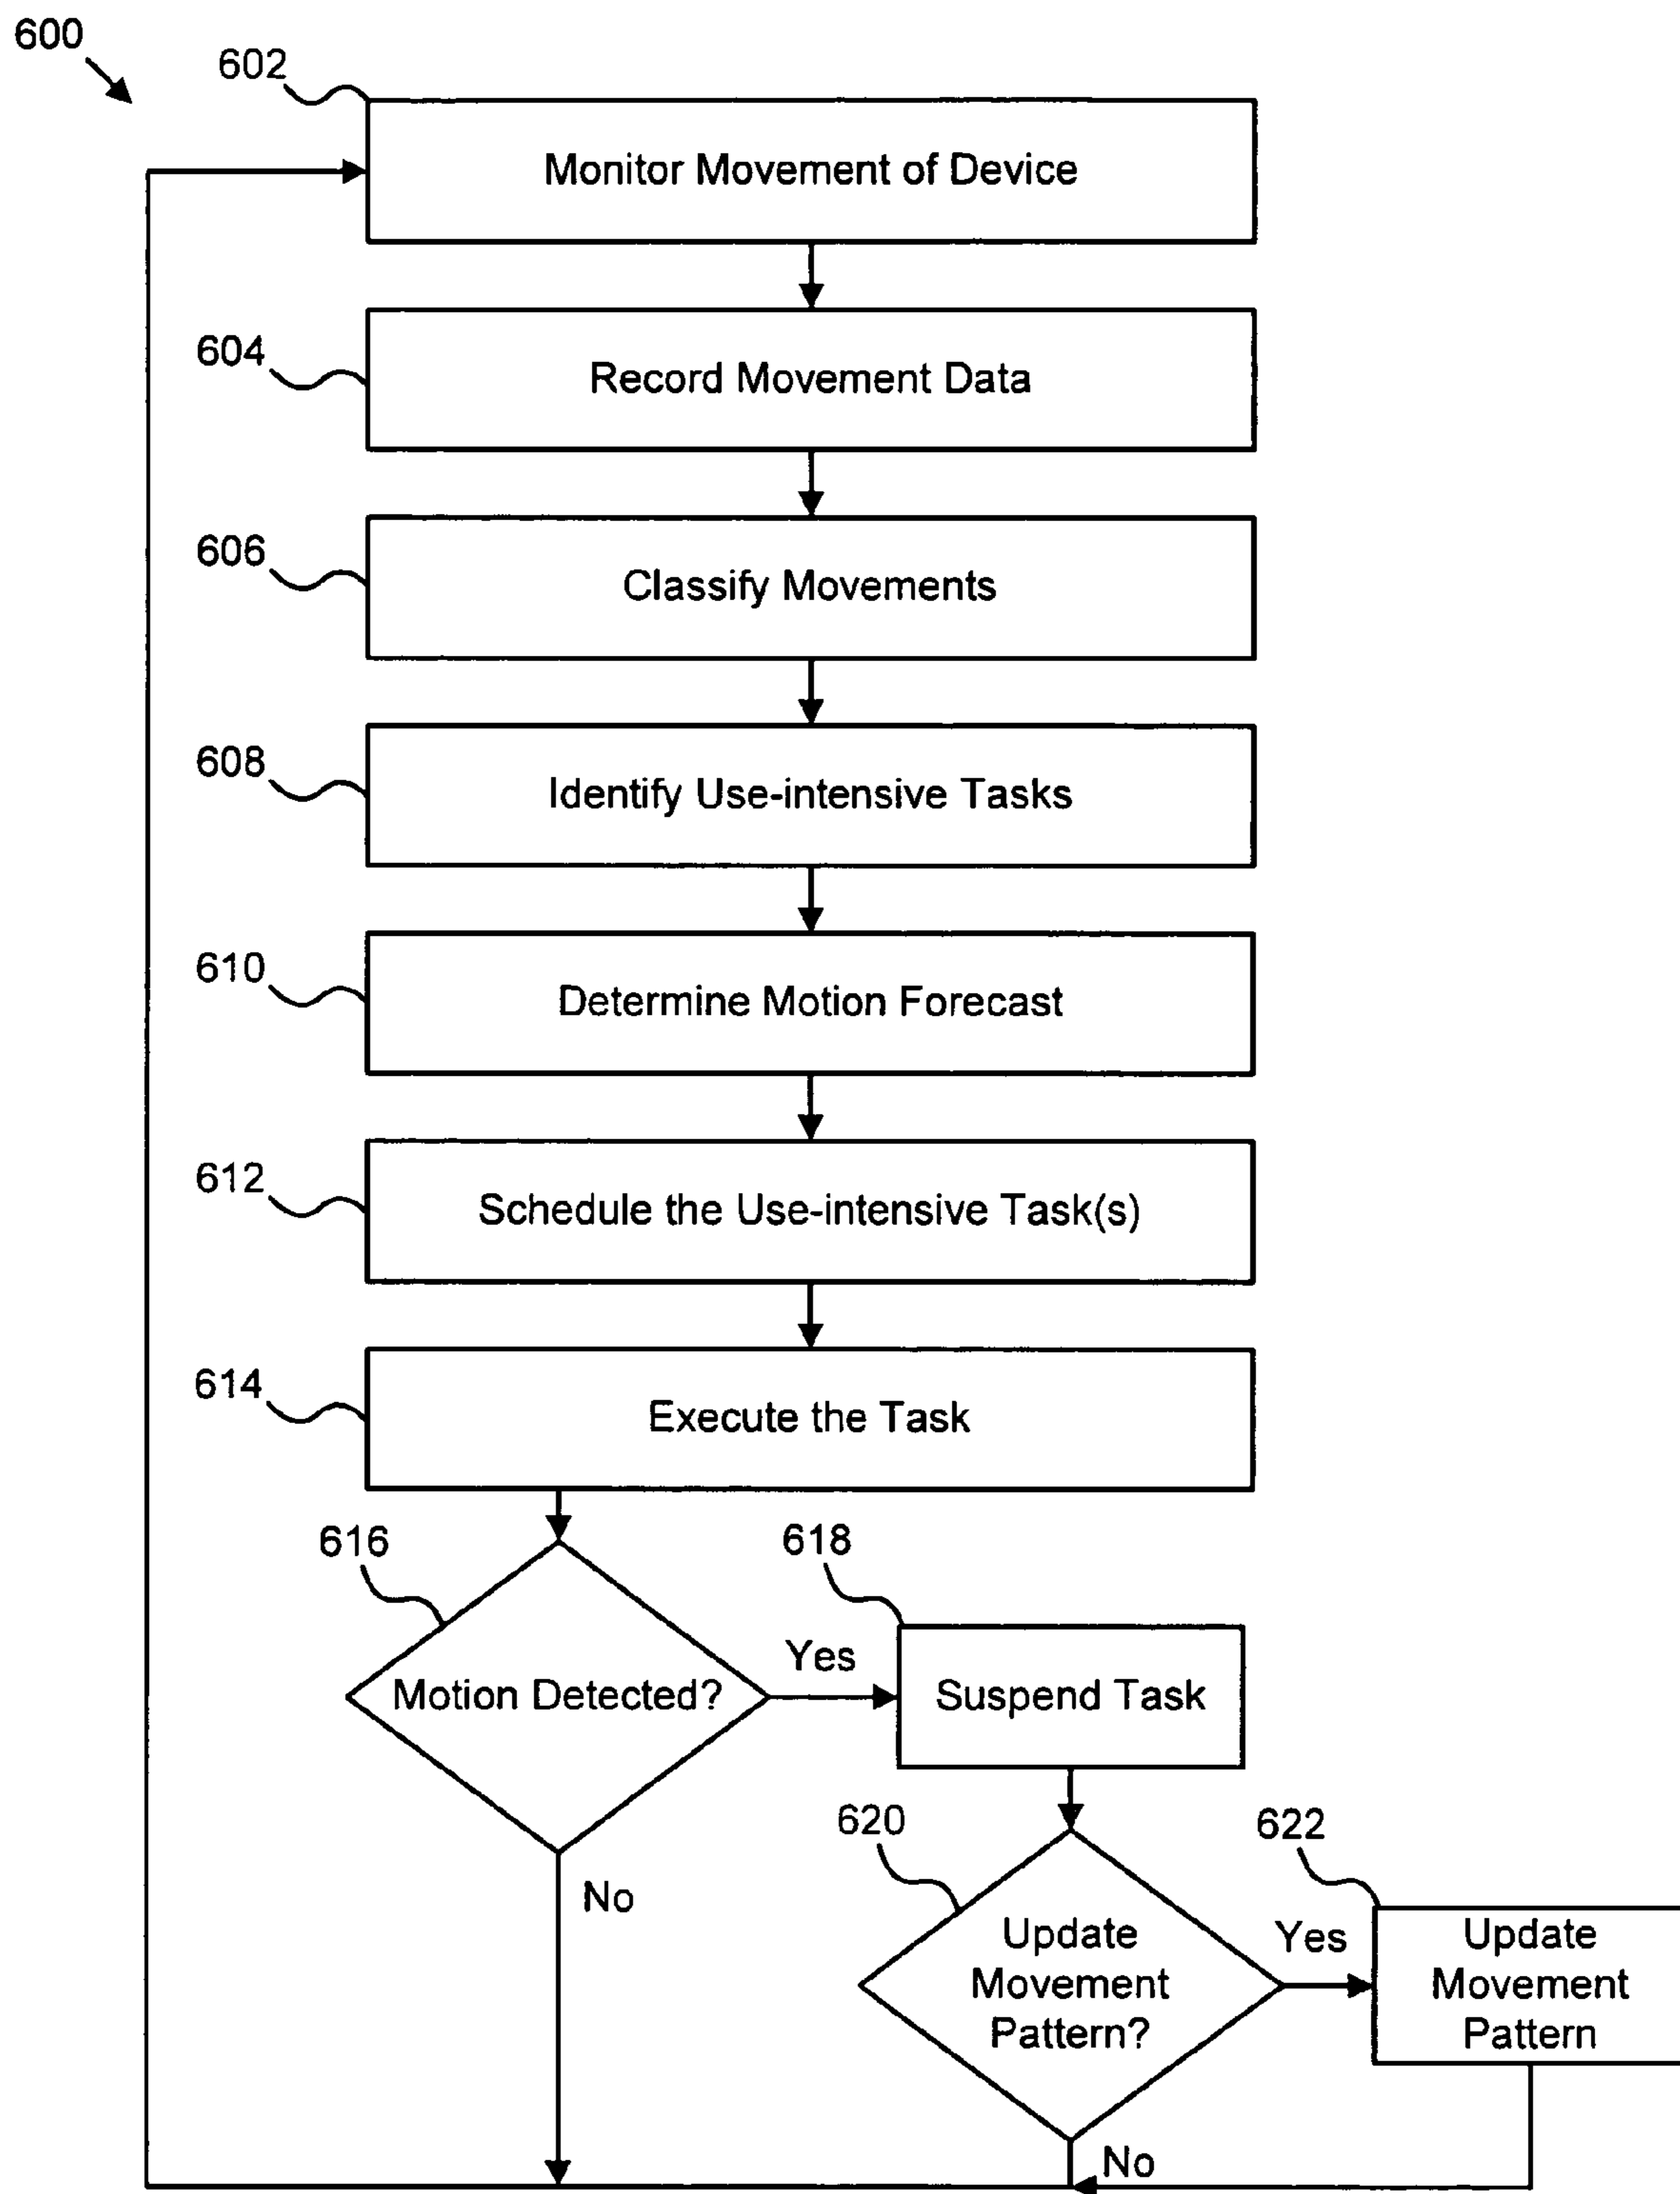 600
602
Monitor Movement of Device
604
Record Movement Data
606
Classify Movements
608
Identify Use-intensive Tasks
610
Determine Motion Forecast
612
Schedule the Use-intensive Task(s)
614
Execute the Task
616
Motion Detected?
Yes
618
Suspend Task
No
620
Update
Movement
Pattern?
Yes
622
Update
Movement
Pattern
No